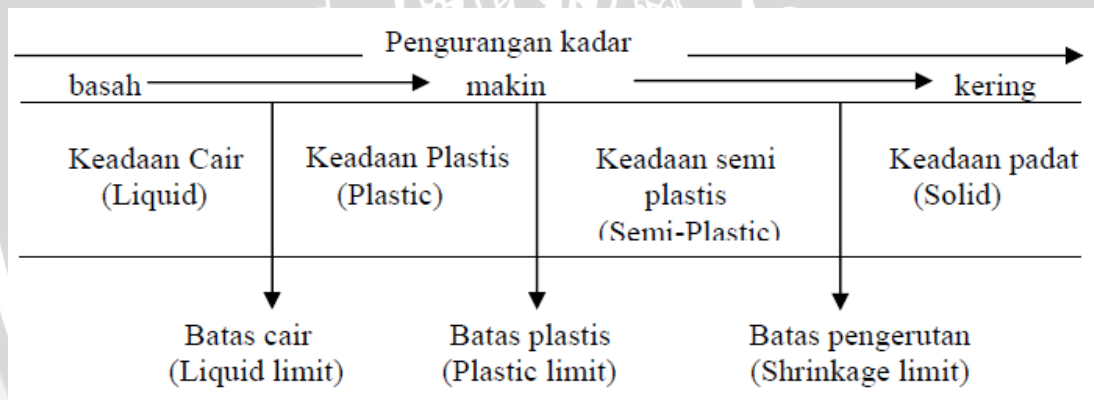 Pengurangan kadar
basah makin kering
Keadaan Cair
(Liquid)
Keadaan Plastis
(Plastic)
Keadaan semi
plastis
(Semi-Plastic)
Keadaan padat
(Solid)
Batas cair
(Liquid limit)
Batas plastis
(Plastic limit)
Batas pengerutan
(Shrinkage limit)